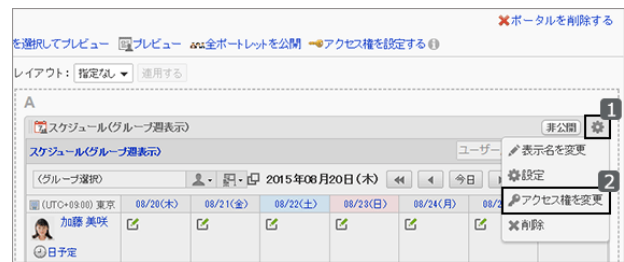 ポータルを削除する
を選択してプレビュー プレビュー 全ポートレットを公開 アクセス権を設定する
レイアウト: 指定なし 適用する
A
1
スケジュール(グループ週表示) 非公開
スケジュール(グループ週表示) ユーザー
表示名を変更
(グループ選択) 2015年08月20日(木) 今日
設定
2
(UTC+09:00) 東京 08/20(木) 08/21(金) 08/22(土) 08/23(日) 08/24(月) 08/2
アクセス権を変更
加藤 美咲
削除
日予定